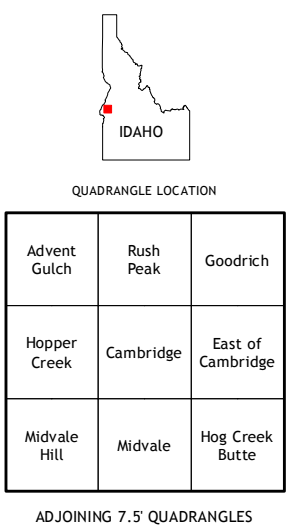 IDAHO
QUADRANGLE LOCATION
Advent
Gulch
Rush
Peak
Goodrich
Hopper
Creek
Cambridge
East of
Cambridge
Midvale
Hill
Midvale
Hog Creek
Butte
ADJOINING 7.5' QUADRANGLES